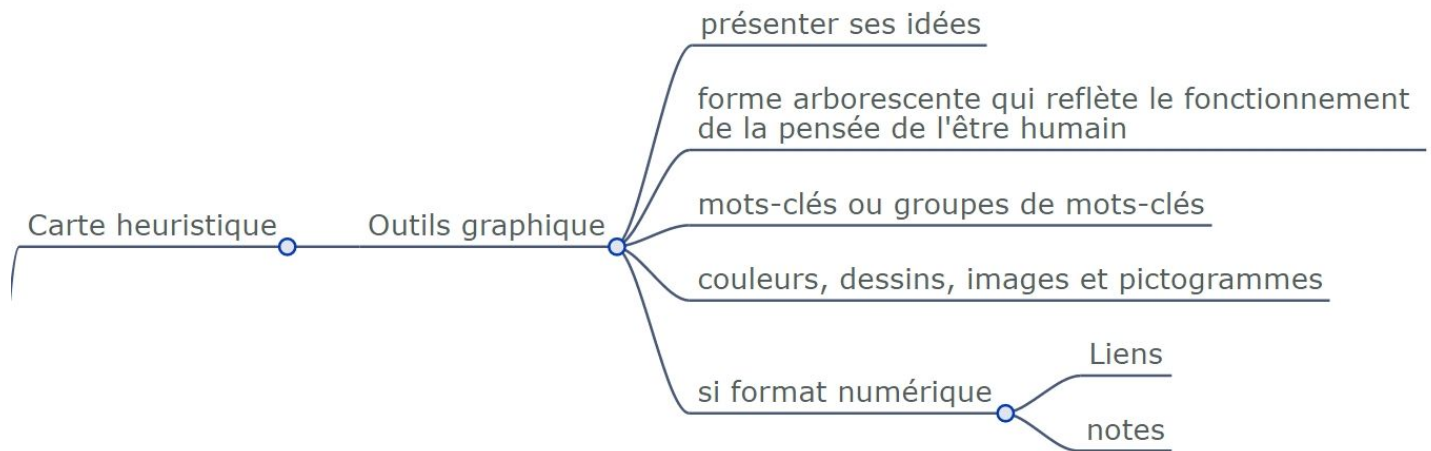 présenter ses idées
forme arborescente qui reflète le fonctionnement
de la pensée de l'être humain
Carte heuristique
Outils graphique
mots-clés ou groupes de mots-clés
couleurs, dessins, images et pictogrammes
si format numérique
Liens
notes